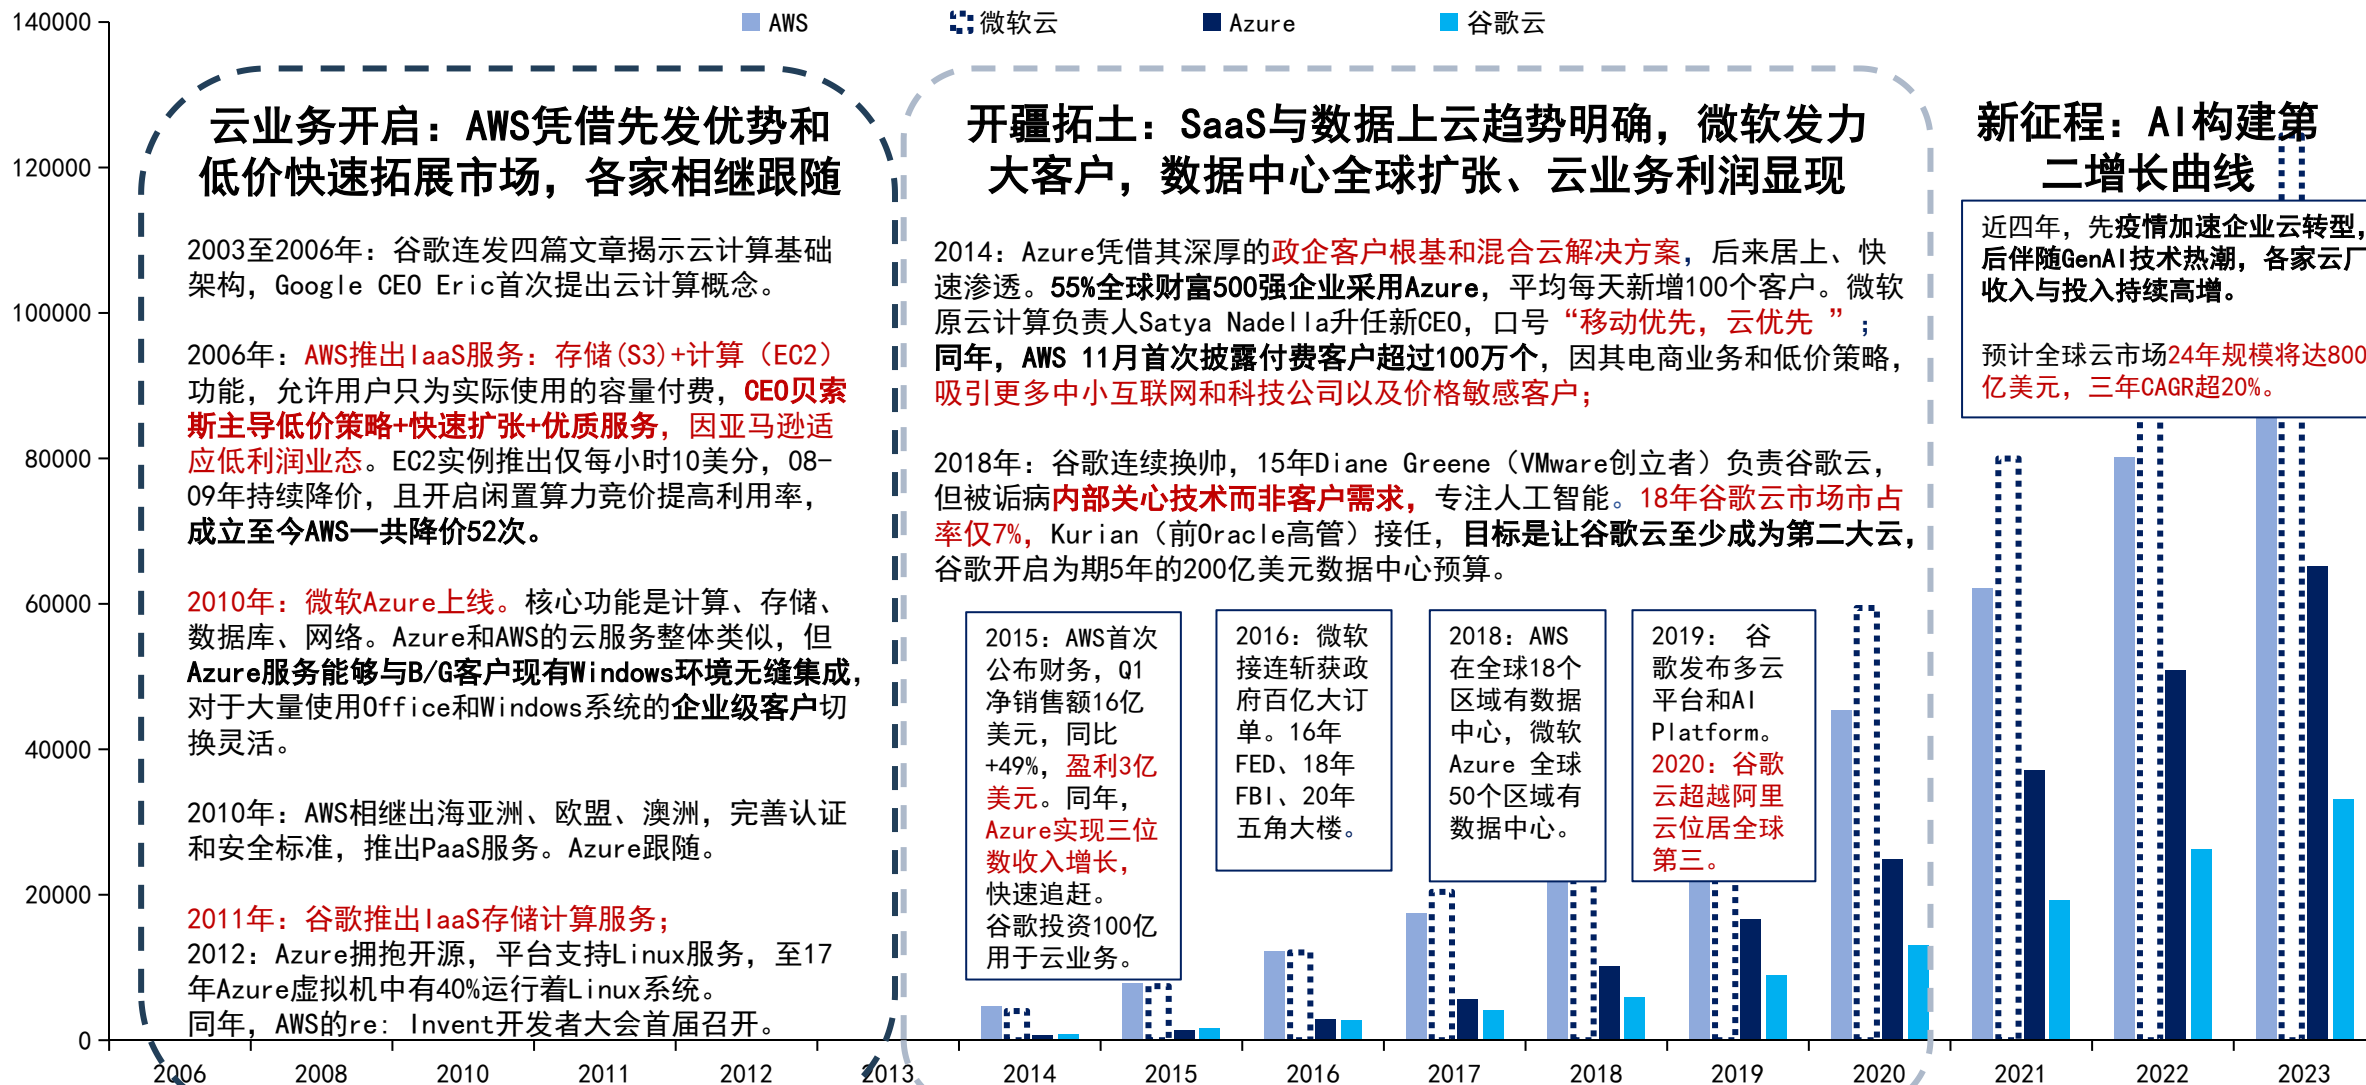 AWS
微软云
Azure
谷歌云
140000
120000
100000
80000
60000
40000
20000
0
云业务开启：AWS凭借先发优势和
低价快速拓展市场，各家相继跟随
2003至2006年：谷歌连发四篇文章揭示云计算基础
架构，Google CEO Eric首次提出云计算概念。
2006年：AWS推出IaaS服务：存储(S3)+计算（EC2）
功能，允许用户只为实际使用的容量付费，CEO贝索
斯主导低价策略+快速扩张+优质服务，因亚马逊适
应低利润业态。EC2实例推出仅每小时10美分，08-
09年持续降价，且开启闲置算力竞价提高利用率，
成立至今AWS一共降价52次。
2010年：微软Azure上线。核心功能是计算、存储、
数据库、网络。Azure和AWS的云服务整体类似，但
Azure服务能够与B/G客户现有Windows环境无缝集成，
对于大量使用Office和Windows系统的企业级客户切
换灵活。
2010年：AWS相继出海亚洲、欧盟、澳洲，完善认证
和安全标准，推出PaaS服务。Azure跟随。
2011年：谷歌推出IaaS存储计算服务；
2012：Azure拥抱开源，平台支持Linux服务，至17
年Azure虚拟机中有40%运行着Linux系统。
同年，AWS的re: Invent开发者大会首届召开。
开疆拓土：SaaS与数据上云趋势明确，微软发力
大客户，数据中心全球扩张、云业务利润显现
2014：Azure凭借其深厚的政企客户根基和混合云解决方案，后来居上、快
速渗透。55%全球财富500强企业采用Azure，平均每天新增100个客户。微软
原云计算负责人Satya Nadella升任新CEO，口号“移动优先，云优先 ”；
同年，AWS 11月首次披露付费客户超过100万个，因其电商业务和低价策略，
吸引更多中小互联网和科技公司以及价格敏感客户；
2018年：谷歌连续换帅，15年Diane Greene（VMware创立者）负责谷歌云，
但被诟病内部关心技术而非客户需求，专注人工智能。18年谷歌云市场市占
率仅7%，Kurian（前Oracle高管）接任，目标是让谷歌云至少成为第二大云，
谷歌开启为期5年的200亿美元数据中心预算。
2015：AWS首次
公布财务，Q1
净销售额16亿
美元，同比
+49%，盈利3亿
美元。同年，
Azure实现三位
数收入增长，
快速追赶。
谷歌投资100亿
用于云业务。
2016：微软
接连斩获政
府百亿大订
单。16年
FED、18年
FBI、20年
五角大楼。
2018：AWS
在全球18个
区域有数据
中心，微软
Azure 全球
50个区域有
数据中心。
2019： 谷
歌发布多云
平台和AI
Platform。
2020：谷歌
云超越阿里
云位居全球
第三。
新征程：AI构建第
二增长曲线
近四年，先疫情加速企业云转型，
后伴随GenAI技术热潮，各家云厂
收入与投入持续高增。
预计全球云市场24年规模将达800
亿美元，三年CAGR超20%。
2006
2008
2010
2011
2012
2013
2014
2015
2016
2017
2018
2019
2020
2021
2022
2023